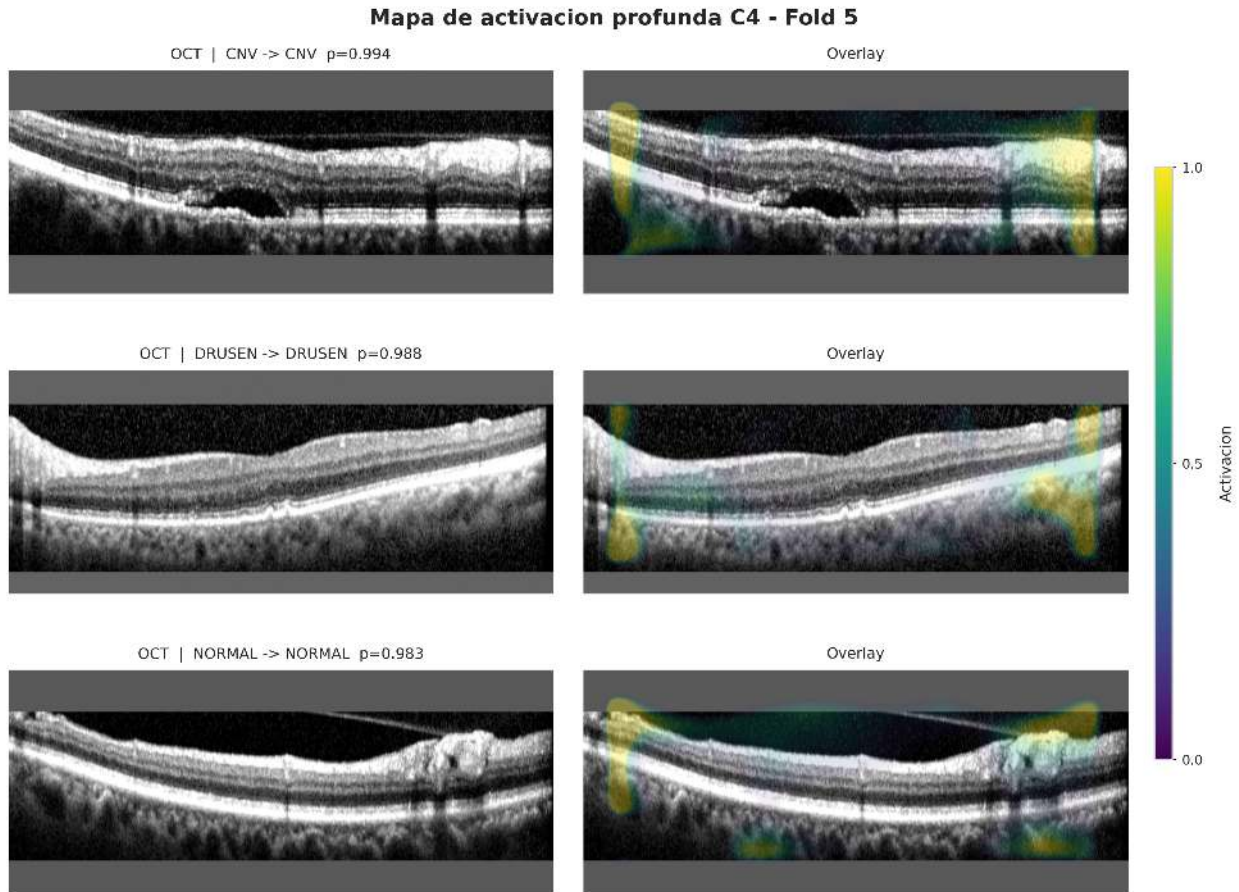 Mapa de activacion profunda C4 - Fold 5
OCT | CNV -> CNV p=0.994
Overlay
OCT | DRUSEN -> DRUSEN p=0.988
Overlay
OCT | NORMAL -> NORMAL p=0.983
Overlay
1.0
0.5
0.0
Activacion